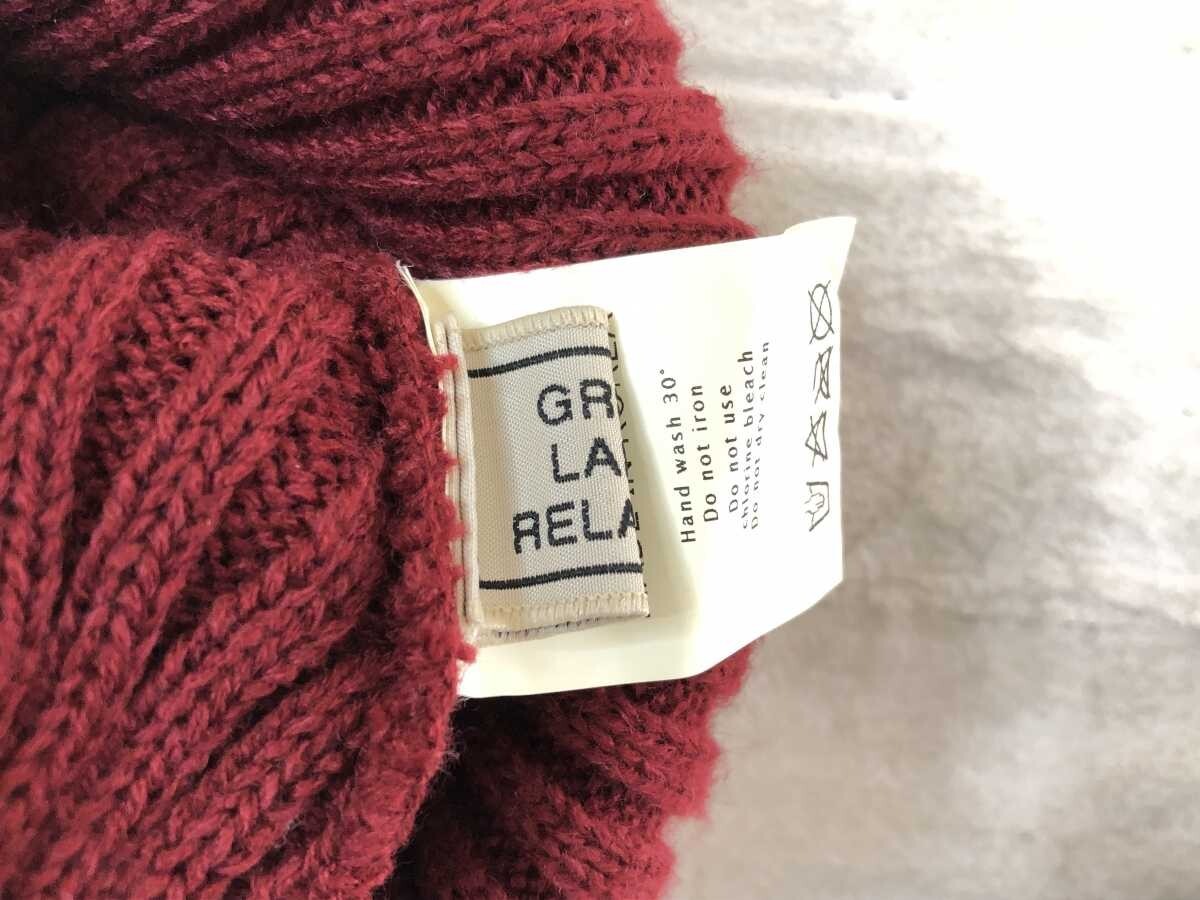 GR
LA
RELA
Hand wash 30°
Do not iron
Do not use
chlorine bleach
Do not dry clean